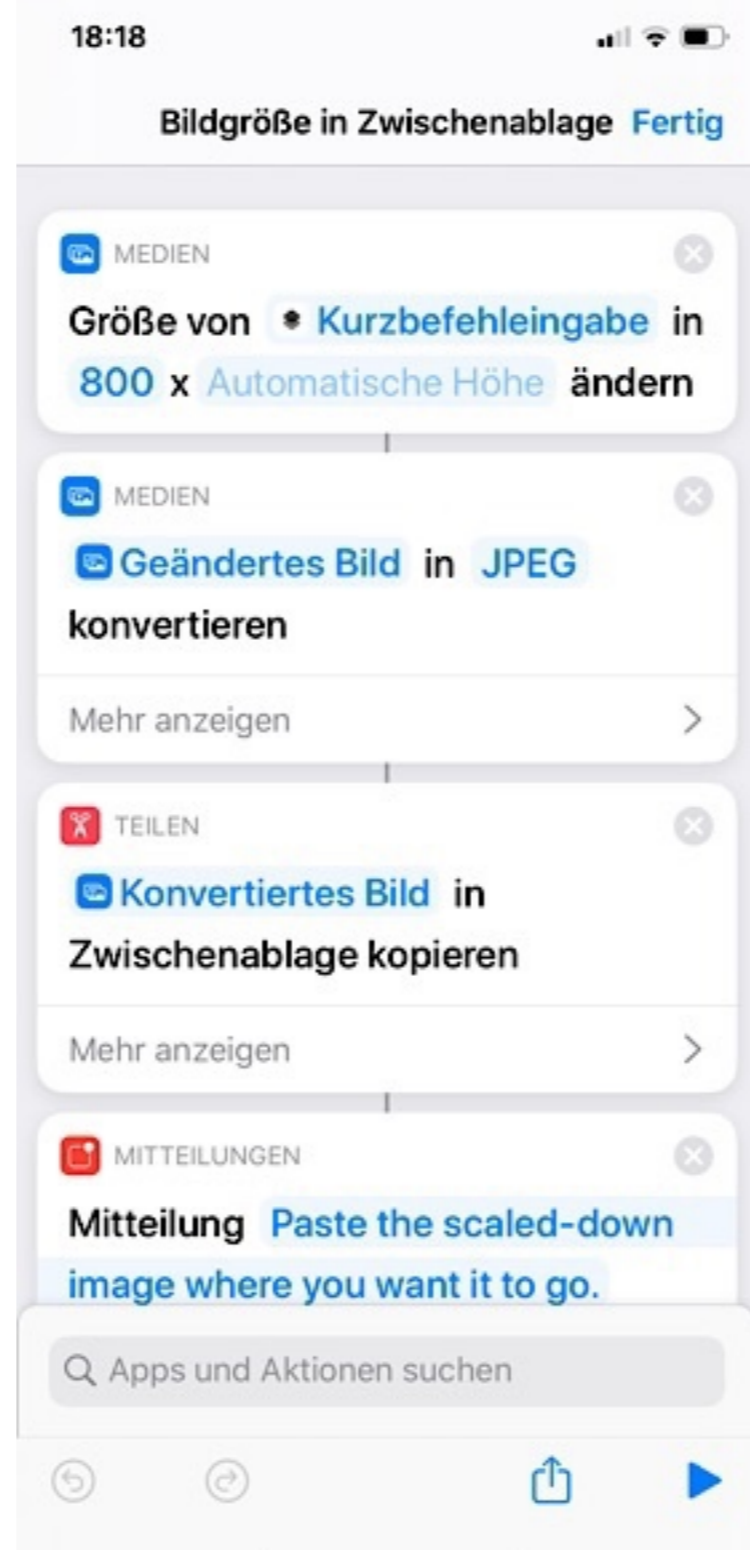 18:18
Bildgröße in Zwischenablage Fertig
MEDIEN
Größe von Kurzbefehleingabe in
800 x Automatische Höhe ändern
MEDIEN
Geändertes Bild in JPEG
konvertieren
Mehr anzeigen
TEILEN
Konvertiertes Bild in
Zwischenablage kopieren
Mehr anzeigen
MITTEILUNGEN
Mitteilung Paste the scaled-down
image where you want it to go.
Apps und Aktionen suchen